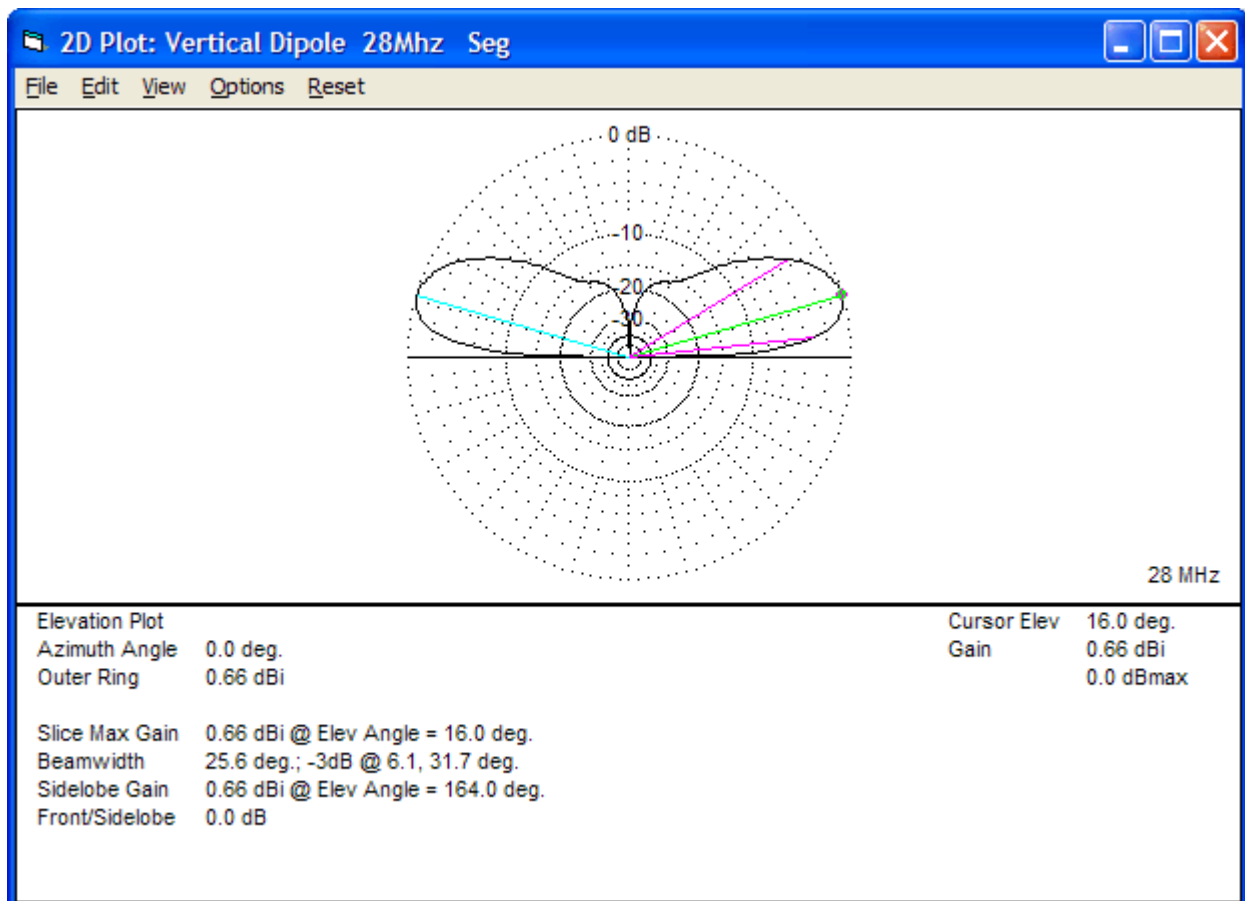 2D Plot: Vertical Dipole 28Mhz Seg
File Edit View Options Reset
0 dB
-10
-20
-30
28 MHz
Elevation Plot
Azimuth Angle 0.0 deg.
Outer Ring 0.66 dBi
Cursor Elev 16.0 deg.
Gain 0.66 dBi
0.0 dBmax
Slice Max Gain 0.66 dBi @ Elev Angle = 16.0 deg.
Beamwidth 25.6 deg.; -3dB @ 6.1, 31.7 deg.
Sidelobe Gain 0.66 dBi @ Elev Angle = 164.0 deg.
Front/Sidelobe 0.0 dB